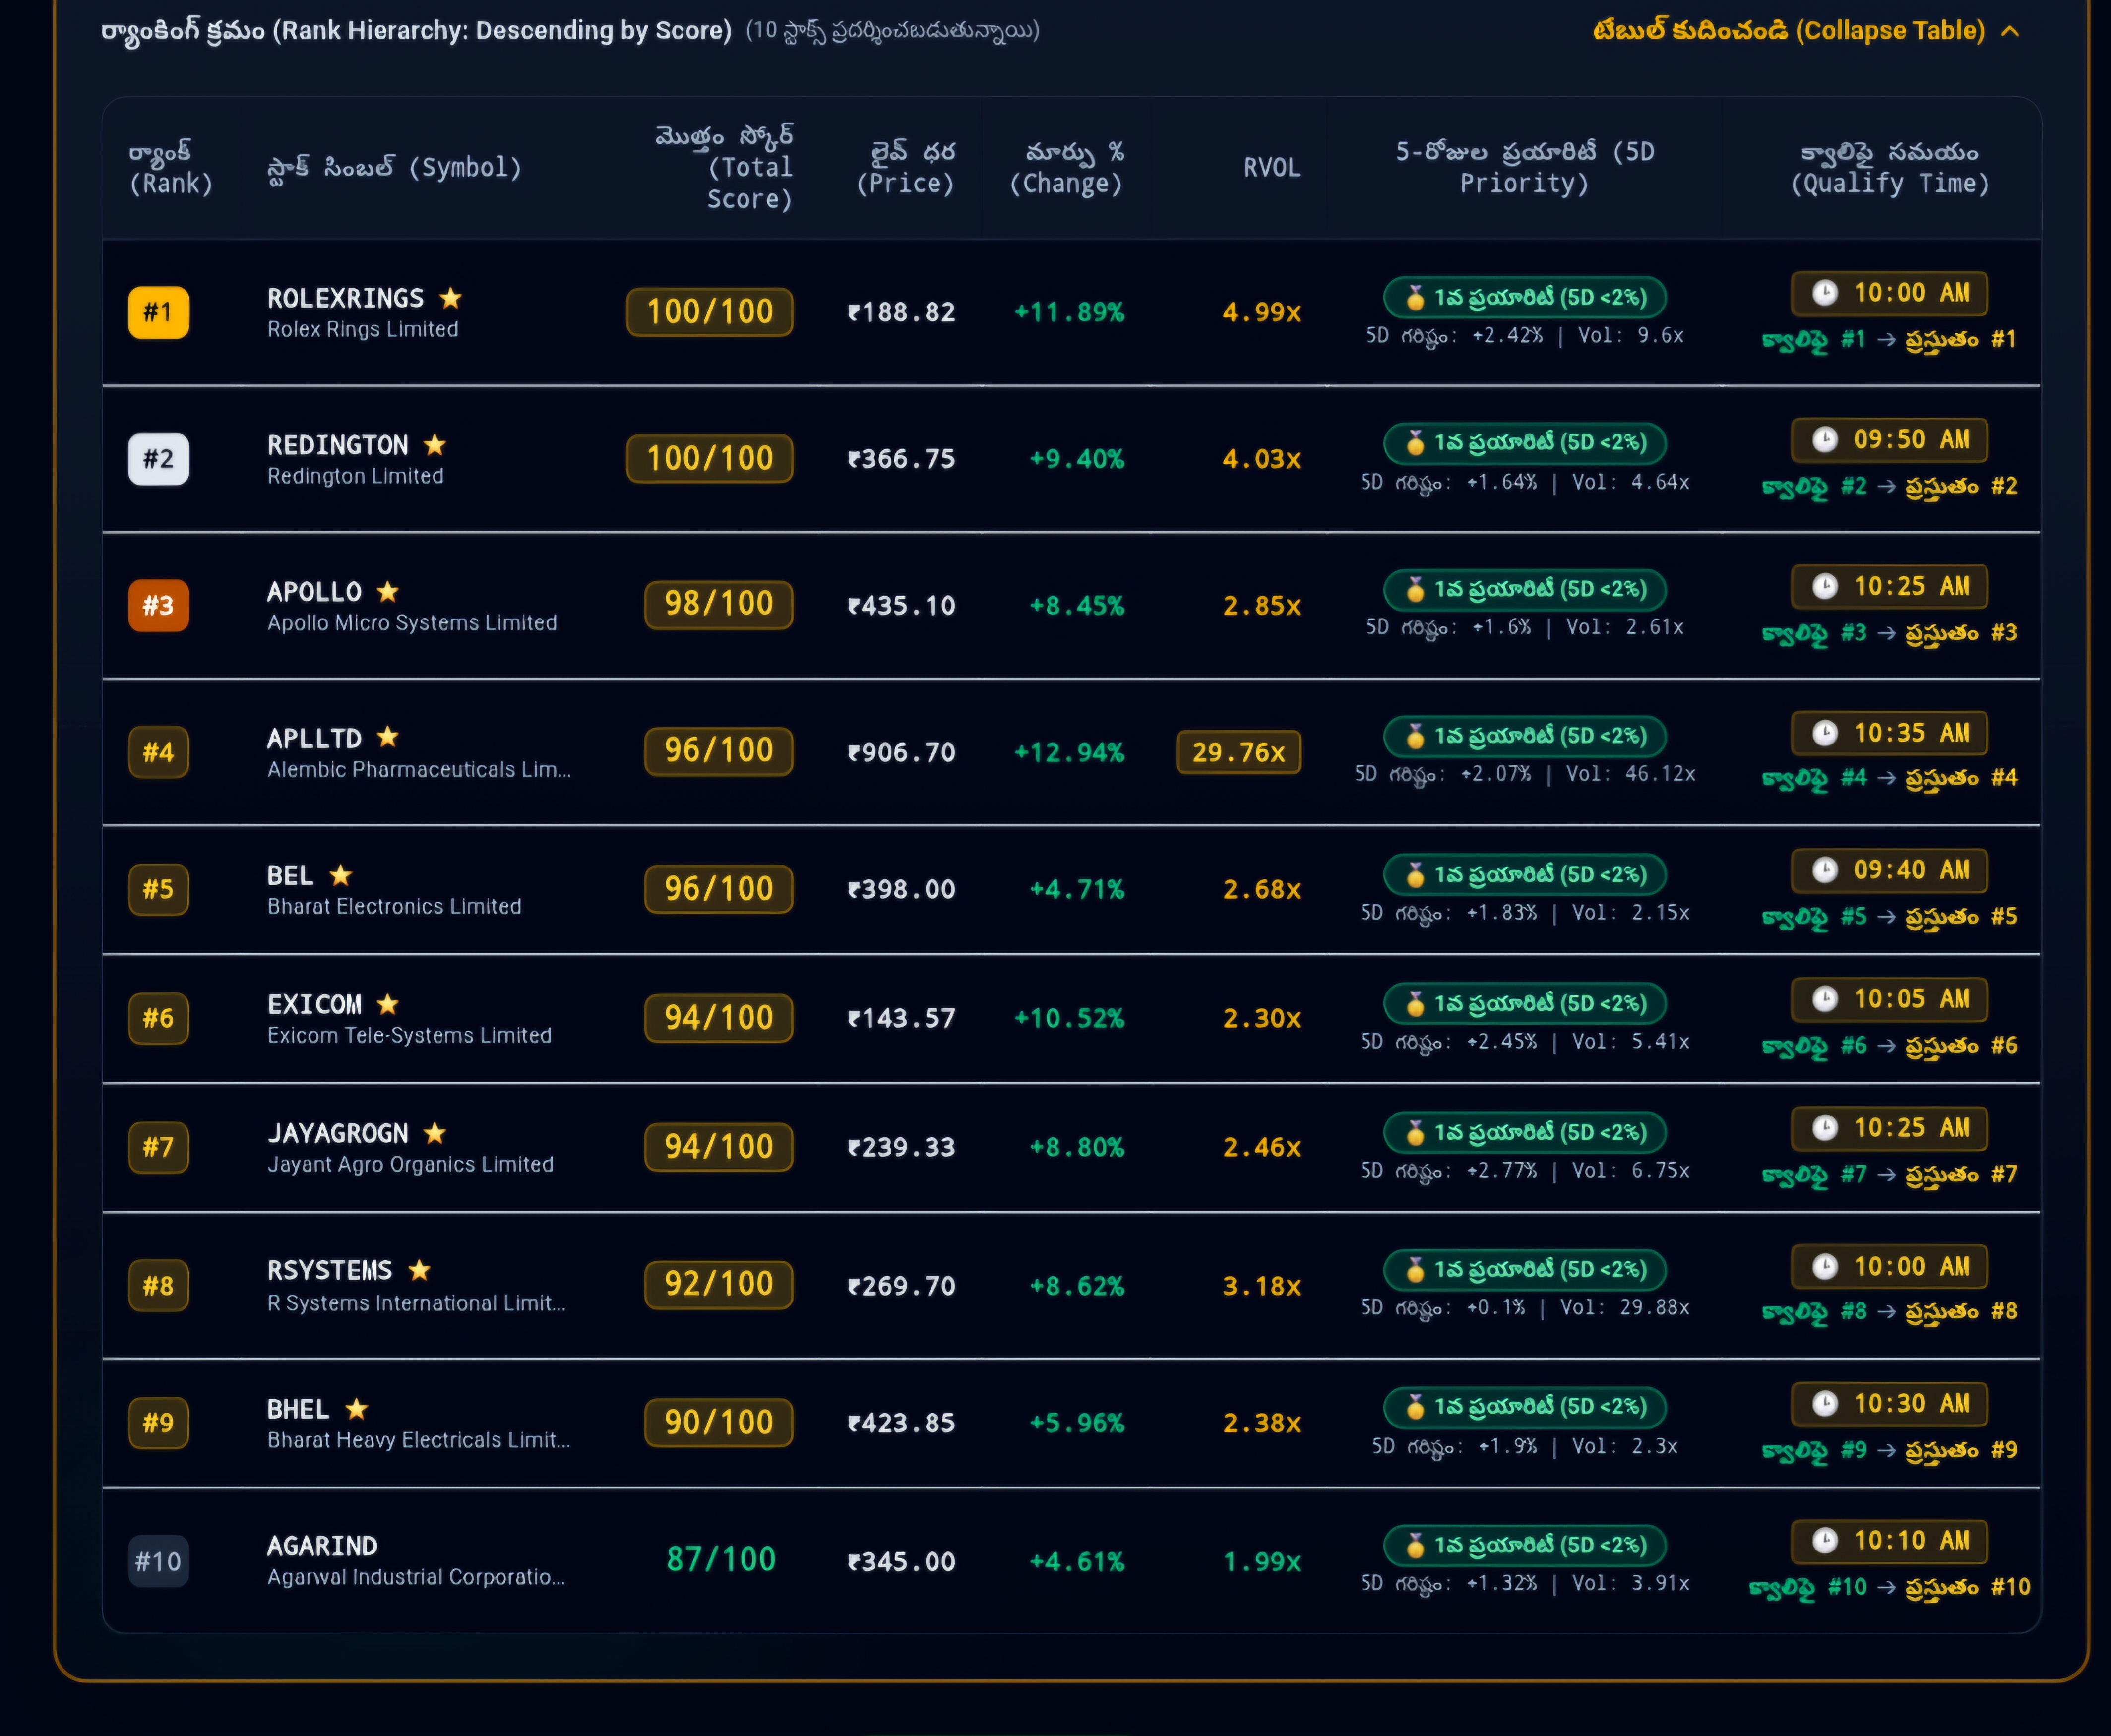 ర్యాంకింగ్ క్రమం (Rank Hierarchy: Descending by Score) (10 స్టాక్స్ ప్రదర్శించబడుతున్నాయి)
టేబుల్ కుదించండి (Collapse Table)
ర్యాంక్ (Rank)
స్టాక్ సింబల్ (Symbol)
మొత్తం స్కోర్ (Total Score)
లైవ్ ధర (Price)
మార్పు % (Change)
RVOL
5-రోజుల ప్రయారిటీ (5D Priority)
క్వాలిఫై సమయం (Qualify Time)
#1
ROLEXRINGS ⭐
Rolex Rings Limited
100/100
₹188.82
+11.89%
4.99x
🏅 1వ ప్రయారిటీ (5D <2%)
5D గరిష్టం: +2.42% | Vol: 9.6x
🕒 10:00 AM
క్వాలిఫై #1 → ప్రస్తుతం #1
#2
REDINGTON ⭐
Redington Limited
100/100
₹366.75
+9.40%
4.03x
🏅 1వ ప్రయారిటీ (5D <2%)
5D గరిష్టం: +1.64% | Vol: 4.64x
🕒 09:50 AM
క్వాలిఫై #2 → ప్రస్తుతం #2
#3
APOLLO ⭐
Apollo Micro Systems Limited
98/100
₹435.10
+8.45%
2.85x
🏅 1వ ప్రయారిటీ (5D <2%)
5D గరిష్టం: +1.6% | Vol: 2.61x
🕒 10:25 AM
క్వాలిఫై #3 → ప్రస్తుతం #3
#4
APLLTD ⭐
Alembic Pharmaceuticals Lim...
96/100
₹906.70
+12.94%
29.76x
🏅 1వ ప్రయారిటీ (5D <2%)
5D గరిష్టం: +2.07% | Vol: 46.12x
🕒 10:35 AM
క్వాలిఫై #4 → ప్రస్తుతం #4
#5
BEL ⭐
Bharat Electronics Limited
96/100
₹398.00
+4.71%
2.68x
🏅 1వ ప్రయారిటీ (5D <2%)
5D గరిష్టం: +1.83% | Vol: 2.15x
🕒 09:40 AM
క్వాలిఫై #5 → ప్రస్తుతం #5
#6
EXICOM ⭐
Exicom Tele-Systems Limited
94/100
₹143.57
+10.52%
2.30x
🏅 1వ ప్రయారిటీ (5D <2%)
5D గరిష్టం: +2.45% | Vol: 5.41x
🕒 10:05 AM
క్వాలిఫై #6 → ప్రస్తుతం #6
#7
JAYAGROGN ⭐
Jayant Agro Organics Limited
94/100
₹239.33
+8.80%
2.46x
🏅 1వ ప్రయారిటీ (5D <2%)
5D గరిష్టం: +2.77% | Vol: 6.75x
🕒 10:25 AM
క్వాలిఫై #7 → ప్రస్తుతం #7
#8
RSYSTEMS ⭐
R Systems International Limit...
92/100
₹269.70
+8.62%
3.18x
🏅 1వ ప్రయారిటీ (5D <2%)
5D గరిష్టం: +0.1% | Vol: 29.88x
🕒 10:00 AM
క్వాలిఫై #8 → ప్రస్తుతం #8
#9
BHEL ⭐
Bharat Heavy Electricals Limit...
90/100
₹423.85
+5.96%
2.38x
🏅 1వ ప్రయారిటీ (5D <2%)
5D గరిష్టం: +1.9% | Vol: 2.3x
🕒 10:30 AM
క్వాలిఫై #9 → ప్రస్తుతం #9
#10
AGARIND
Agarwal Industrial Corporatio...
87/100
₹345.00
+4.61%
1.99x
🏅 1వ ప్రయారిటీ (5D <2%)
5D గరిష్టం: +1.32% | Vol: 3.91x
🕒 10:10 AM
క్వాలిఫై #10 → ప్రస్తుతం #10